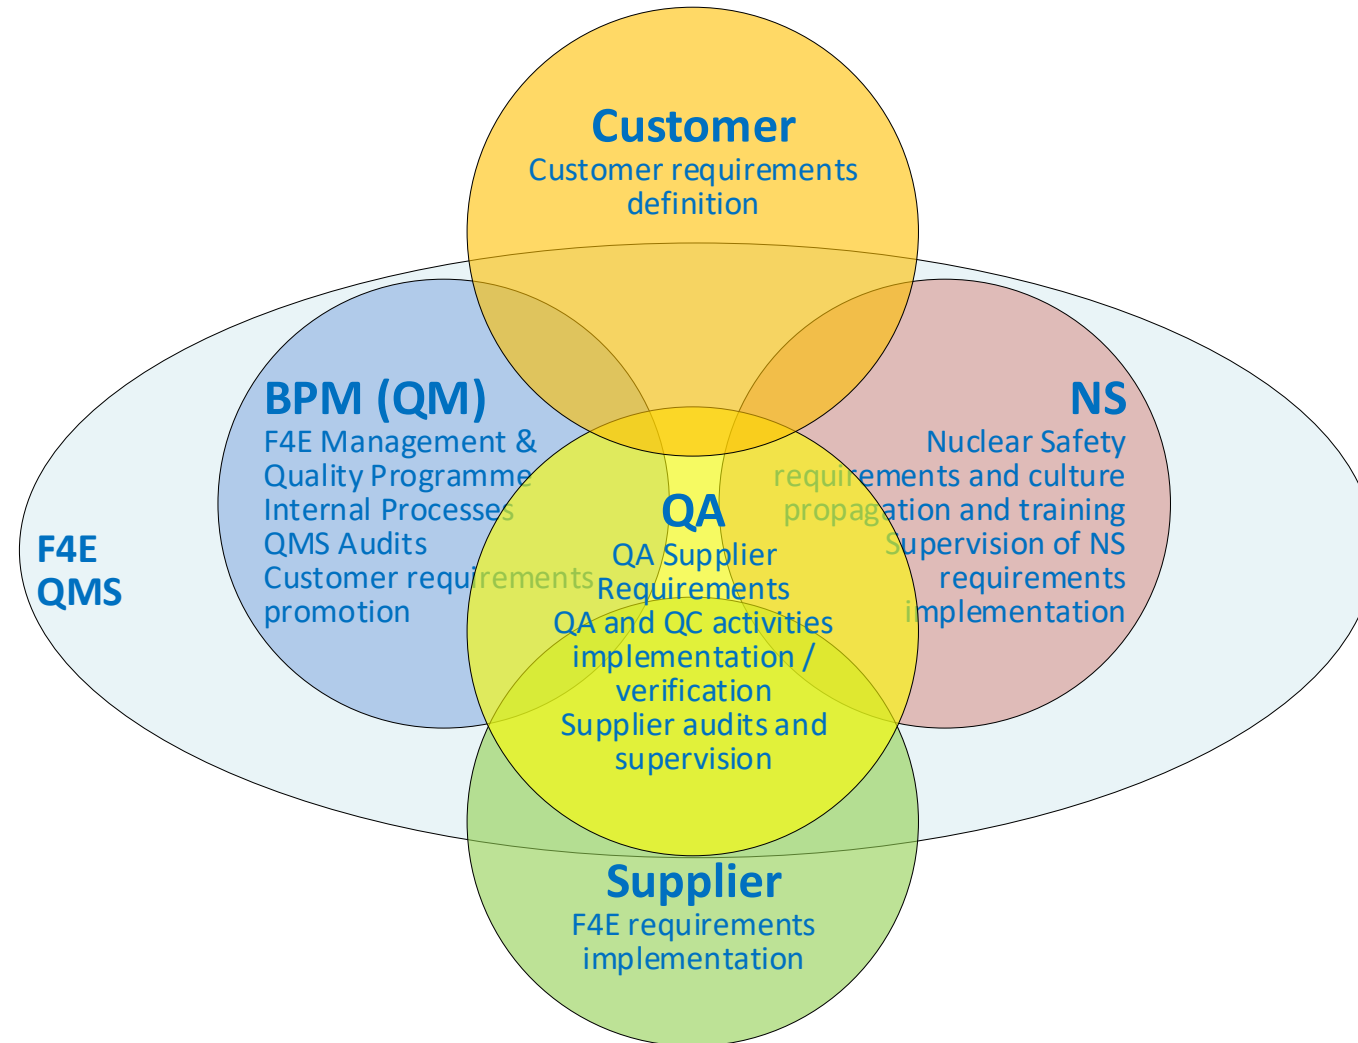 Customer
Customer requirements
definition
BPM (QM)
F4E Management &
Quality Programme
Internal Processes
QMS Audits
Customer requirements
promotion
NS
Nuclear Safety
requirements and culture
propagation and training
Supervision of NS
requirements
implementation
QA
QA Supplier
Requirements
QA and QC activities
implementation /
verification
Supplier audits and
supervision
F4E
QMS
Supplier
F4E requirements
implementation